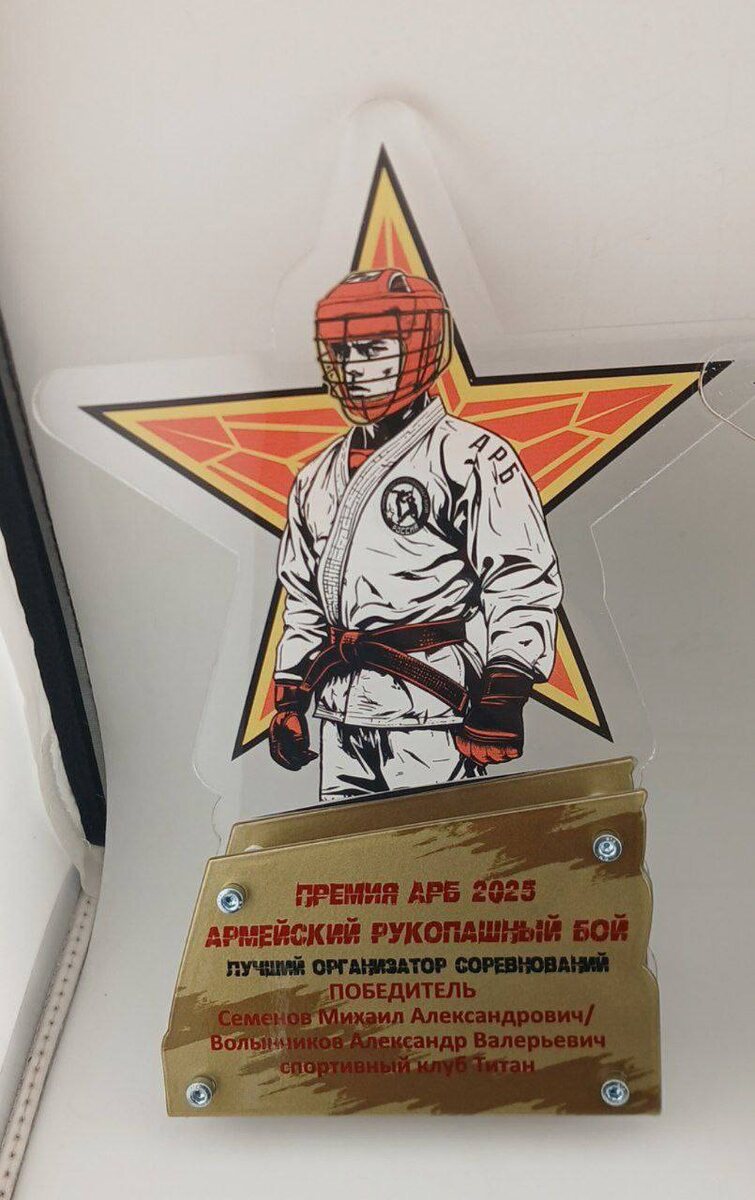 АРБ
РОССИЯ
ПРЕМИЯ АРБ 2025
АРМЕЙСКИЙ РУКОПАШНЫЙ БОЙ
ЛУЧШИЙ ОРГАНИЗАТОР СОРЕВНОВАНИЙ
ПОБЕДИТЕЛЬ
Семенов Михаил Александрович/
Волынчиков Александр Валерьевич
спортивный клуб Титан